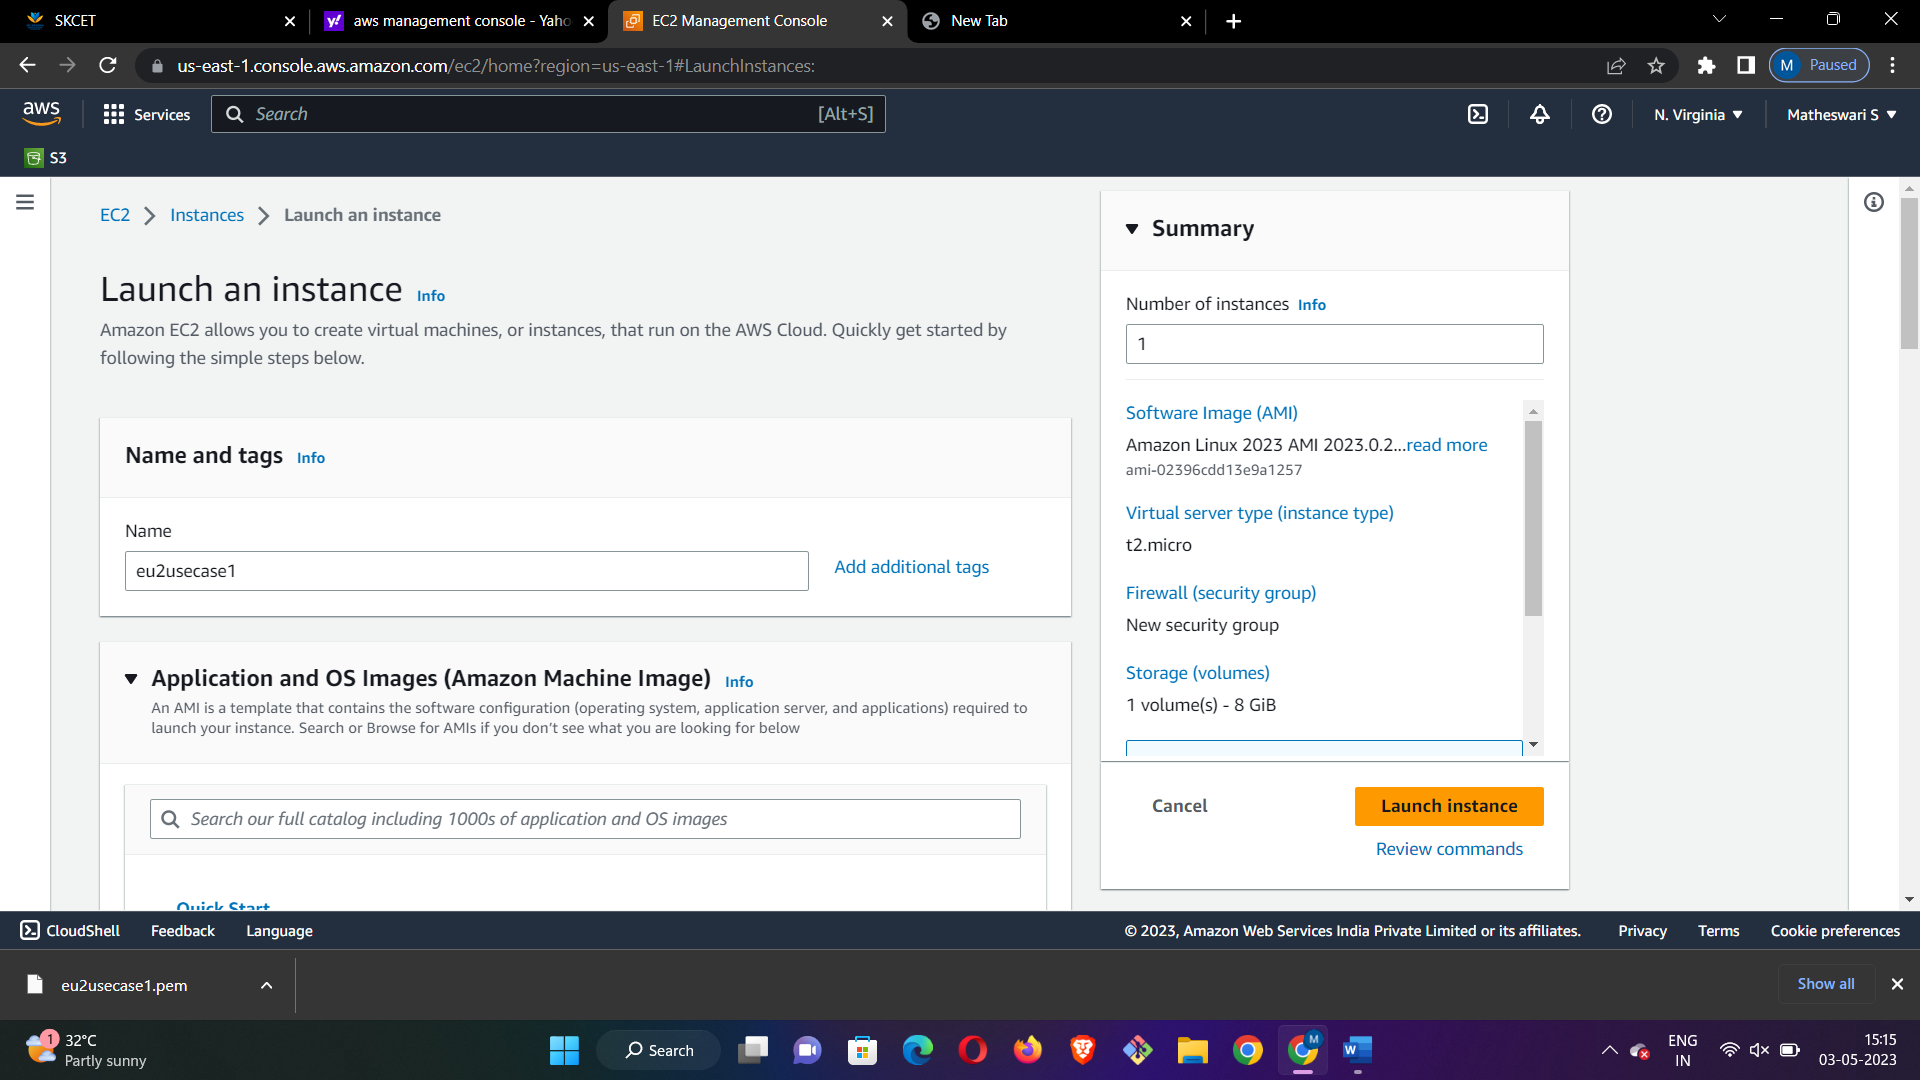 SKCET
aws management console - Yaho
EC2 Management Console
New Tab
us-east-1.console.aws.amazon.com/ec2/home?region=us-east-1#LaunchInstances:
M Paused
aws
Services
Search
[Alt+S]
N. Virginia
Matheswari S
S3
EC2
Instances
Launch an instance
Launch an instance Info
Amazon EC2 allows you to create virtual machines, or instances, that run on the AWS Cloud. Quickly get started by
following the simple steps below.
Name and tags Info
Name
eu2usecase1
Add additional tags
Application and OS Images (Amazon Machine Image) Info
An AMI is a template that contains the software configuration (operating system, application server, and applications) required to
launch your instance. Search or Browse for AMIs if you don't see what you are looking for below
Search our full catalog including 1000s of application and OS images
Quick Start
Summary
Number of instances Info
1
Software Image (AMI)
Amazon Linux 2023 AMI 2023.0.2...read more
ami-02396cdd13e9a1257
Virtual server type (instance type)
t2.micro
Firewall (security group)
New security group
Storage (volumes)
1 volume(s) - 8 GiB
Cancel
Launch instance
Review commands
CloudShell
Feedback
Language
© 2023, Amazon Web Services India Private Limited or its affiliates.
Privacy
Terms
Cookie preferences
eu2usecase1.pem
Show all
1
32°C
Partly sunny
Search
M
W
ENG
IN
15:15
03-05-2023